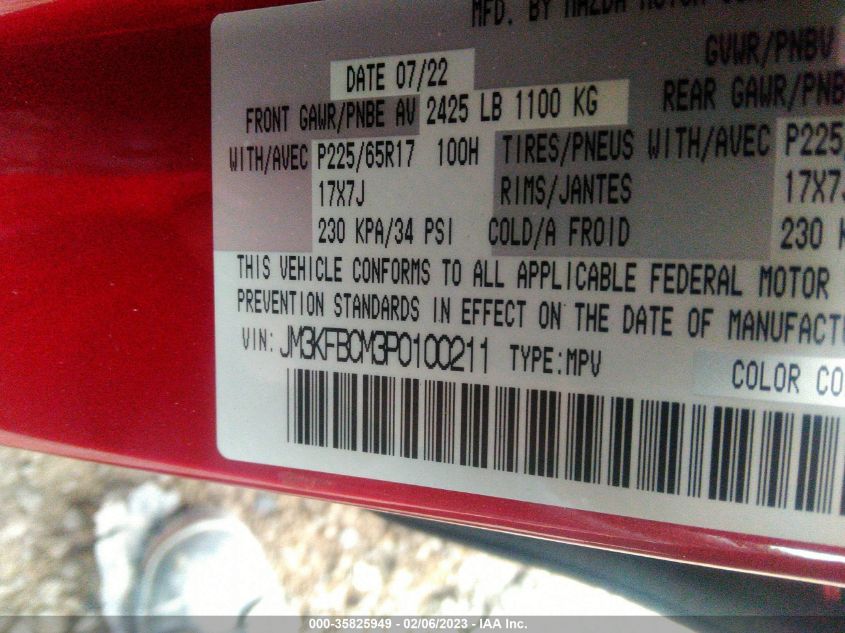 MFD. BY MAZDA MOTOR
GVWR/PNBV
DATE 07/22
FRONT GAWR/PNBE AV 2425 LB 1100 KG REAR GAWR/PNB
WITH/AVEC P225/65R17 100H TIRES/PNEUS WITH/AVEC P225
17X7J RIMS/JANTES 17X7J
230 KPA/34 PSI COLD/A FROID 230
THIS VEHICLE CONFORMS TO ALL APPLICABLE FEDERAL MOTOR
PREVENTION STANDARDS IN EFFECT ON THE DATE OF MANUFACTU
VIN: JM3KFBCM3P0100211 TYPE:MPV
COLOR CO
000-35825949 - 02/06/2023 - IAA Inc.